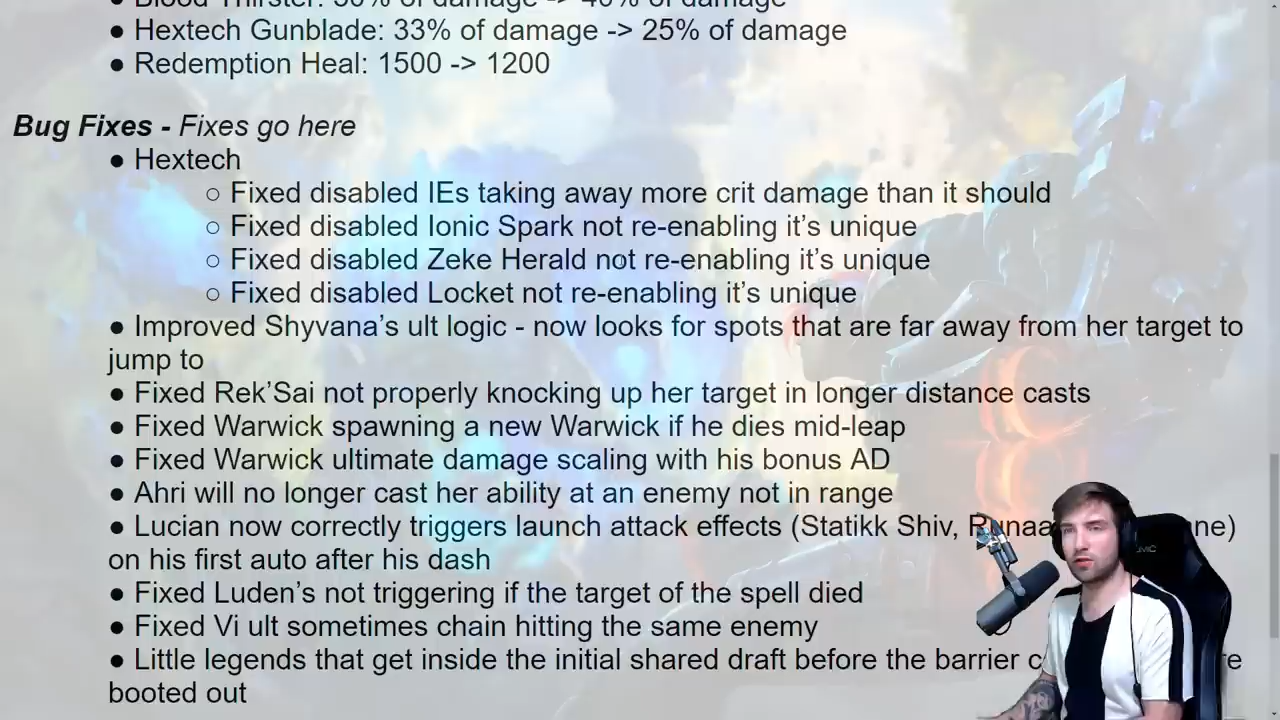 ● Blood Thirster: 50% of damage -> 40% of damage
● Hextech Gunblade: 33% of damage -> 25% of damage
● Redemption Heal: 1500 -> 1200
Bug Fixes - Fixes go here
● Hextech
○ Fixed disabled IEs taking away more crit damage than it should
○ Fixed disabled Ionic Spark not re-enabling it’s unique
○ Fixed disabled Zeke Herald not re-enabling it’s unique
○ Fixed disabled Locket not re-enabling it’s unique
● Improved Shyvana’s ult logic - now looks for spots that are far away from her target to
jump to
● Fixed Rek’Sai not properly knocking up her target in longer distance casts
● Fixed Warwick spawning a new Warwick if he dies mid-leap
● Fixed Warwick ultimate damage scaling with his bonus AD
● Ahri will no longer cast her ability at an enemy not in range
● Lucian now correctly triggers launch attack effects (Statikk Shiv,
on his first auto after his dash
● Fixed Luden’s not triggering if the target of the spell died
● Fixed Vi ult sometimes chain hitting the same enemy
● Little legends that get inside the initial shared draft before the barrier
booted out